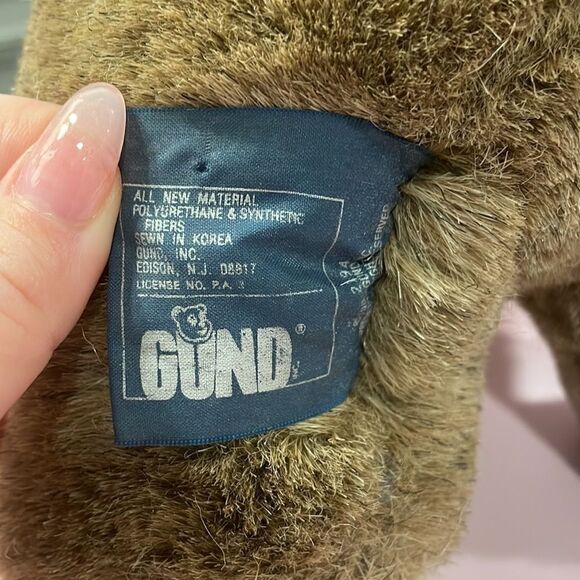 ALL NEW MATERIAL
POLYURETHANE & SYNTHETIC
FIBERS
SEWN IN KOREA
GUND, INC.
EDISON, N.J. 08817
LICENSE NO. P.A. 3
GUND®